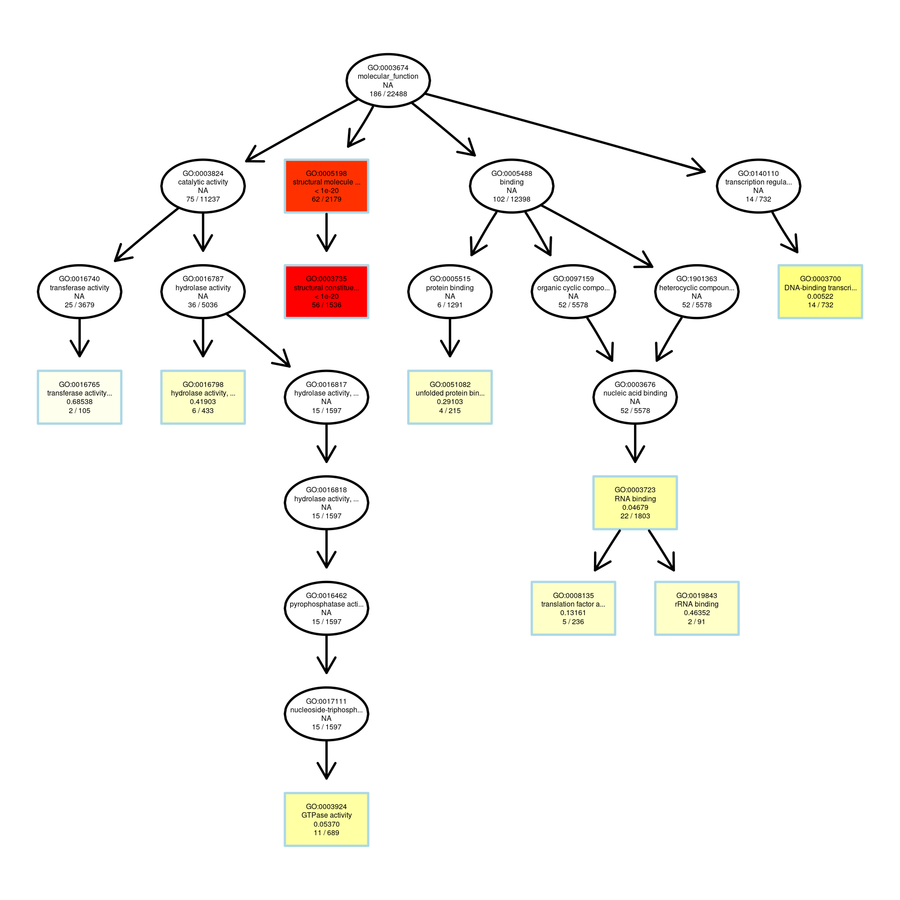 GO:0003674
molecular_function
NA
186 / 22488
GO:0003824
catalytic activity
NA
75 / 11237
GO:0005198
structural molecule ...
< 1e-20
62 / 2179
GO:0005488
binding
NA
102 / 12398
GO:0140110
transcription regula...
NA
14 / 732
GO:0016740
transferase activity
NA
25 / 3679
GO:0016787
hydrolase activity
NA
36 / 5036
GO:0003735
structural constitue...
< 1e-20
56 / 1536
GO:0005515
protein binding
NA
6 / 1291
GO:0097159
organic cyclic compo...
NA
52 / 5578
GO:1901363
heterocyclic compoun...
NA
52 / 5578
GO:0003700
DNA-binding transcri...
0.00522
14 / 732
GO:0016765
transferase activity...
0.68538
2 / 105
GO:0016798
hydrolase activity, ...
0.41903
6 / 433
GO:0016817
hydrolase activity, ...
NA
15 / 1597
GO:0051082
unfolded protein bin...
0.29103
4 / 215
GO:0003676
nucleic acid binding
NA
52 / 5578
GO:0016818
hydrolase activity, ...
NA
15 / 1597
GO:0003723
RNA binding
0.04679
22 / 1803
GO:0016462
pyrophosphatase acti...
NA
15 / 1597
GO:0008135
translation factor a...
0.13161
5 / 236
GO:0019843
rRNA binding
0.46352
2 / 91
GO:0017111
nucleoside-triphosph...
NA
15 / 1597
GO:0003924
GTPase activity
0.05370
11 / 689